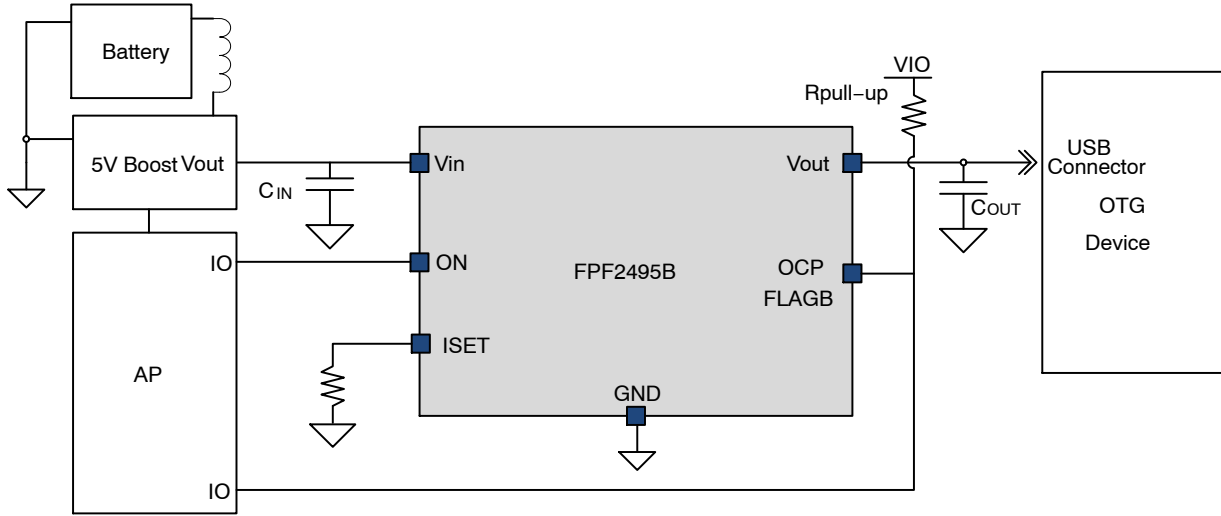 Battery
VIO
Rpull−up
5V Boost Vout
CIN
Vin
Vout
USB
Connector
COUT
OTG
Device
IO
ON
FPF2495B
OCP
FLAGB
ISET
AP
GND
IO